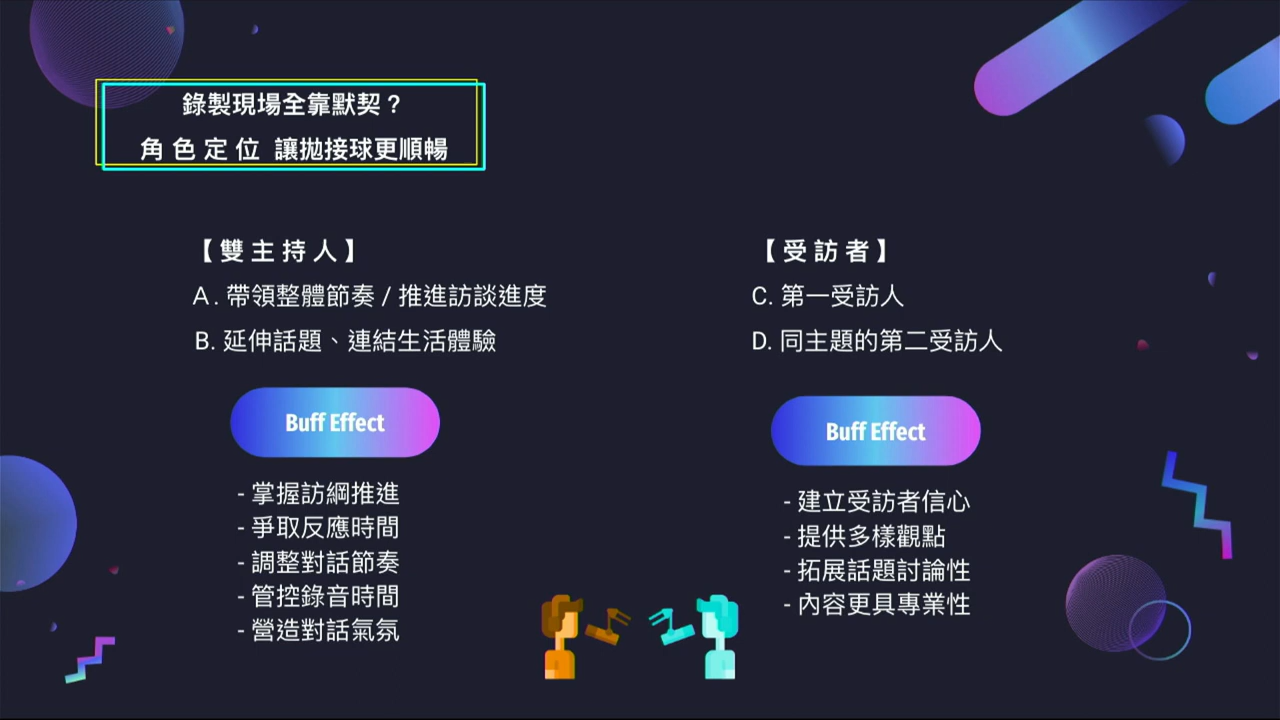 錄製現場全靠默契？
角色定位 讓拋接球更順暢
【雙主持人】
A. 帶領整體節奏 / 推進訪談進度
B. 延伸話題、連結生活體驗
Buff Effect
- 掌握訪綱推進
- 爭取反應時間
- 調整對話節奏
- 管控錄音時間
- 營造對話氣氛
【受訪者】
C. 第一受訪人
D. 同主題的第二受訪人
Buff Effect
- 建立受訪者信心
- 提供多樣觀點
- 拓展話題討論性
- 內容更具專業性